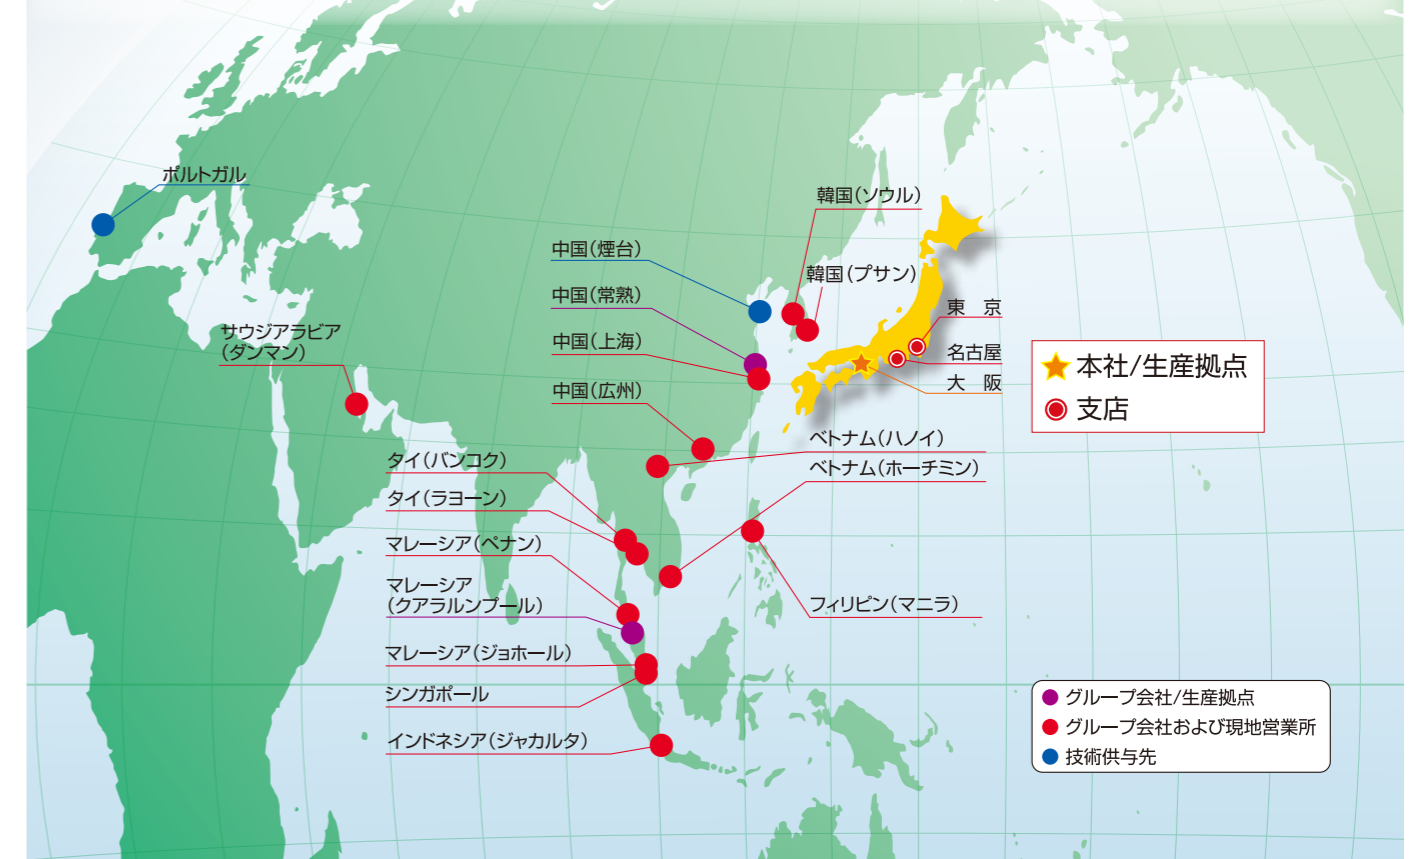 ポルトガル
韓国(ソウル)
中国(煙台)
韓国(プサン)
中国(常熟)
東　京
サウジアラビア
(ダンマン)
中国(上海)
名古屋
大　阪
中国(広州)
本社/生産拠点
支店
ベトナム(ハノイ)
タイ(バンコク)
ベトナム(ホーチミン)
タイ(ラヨーン)
マレーシア(ペナン)
マレーシア
(クアラルンプール)
フィリピン(マニラ)
マレーシア(ジョホール)
シンガポール
インドネシア(ジャカルタ)
グループ会社/生産拠点
グループ会社および現地営業所
技術供与先